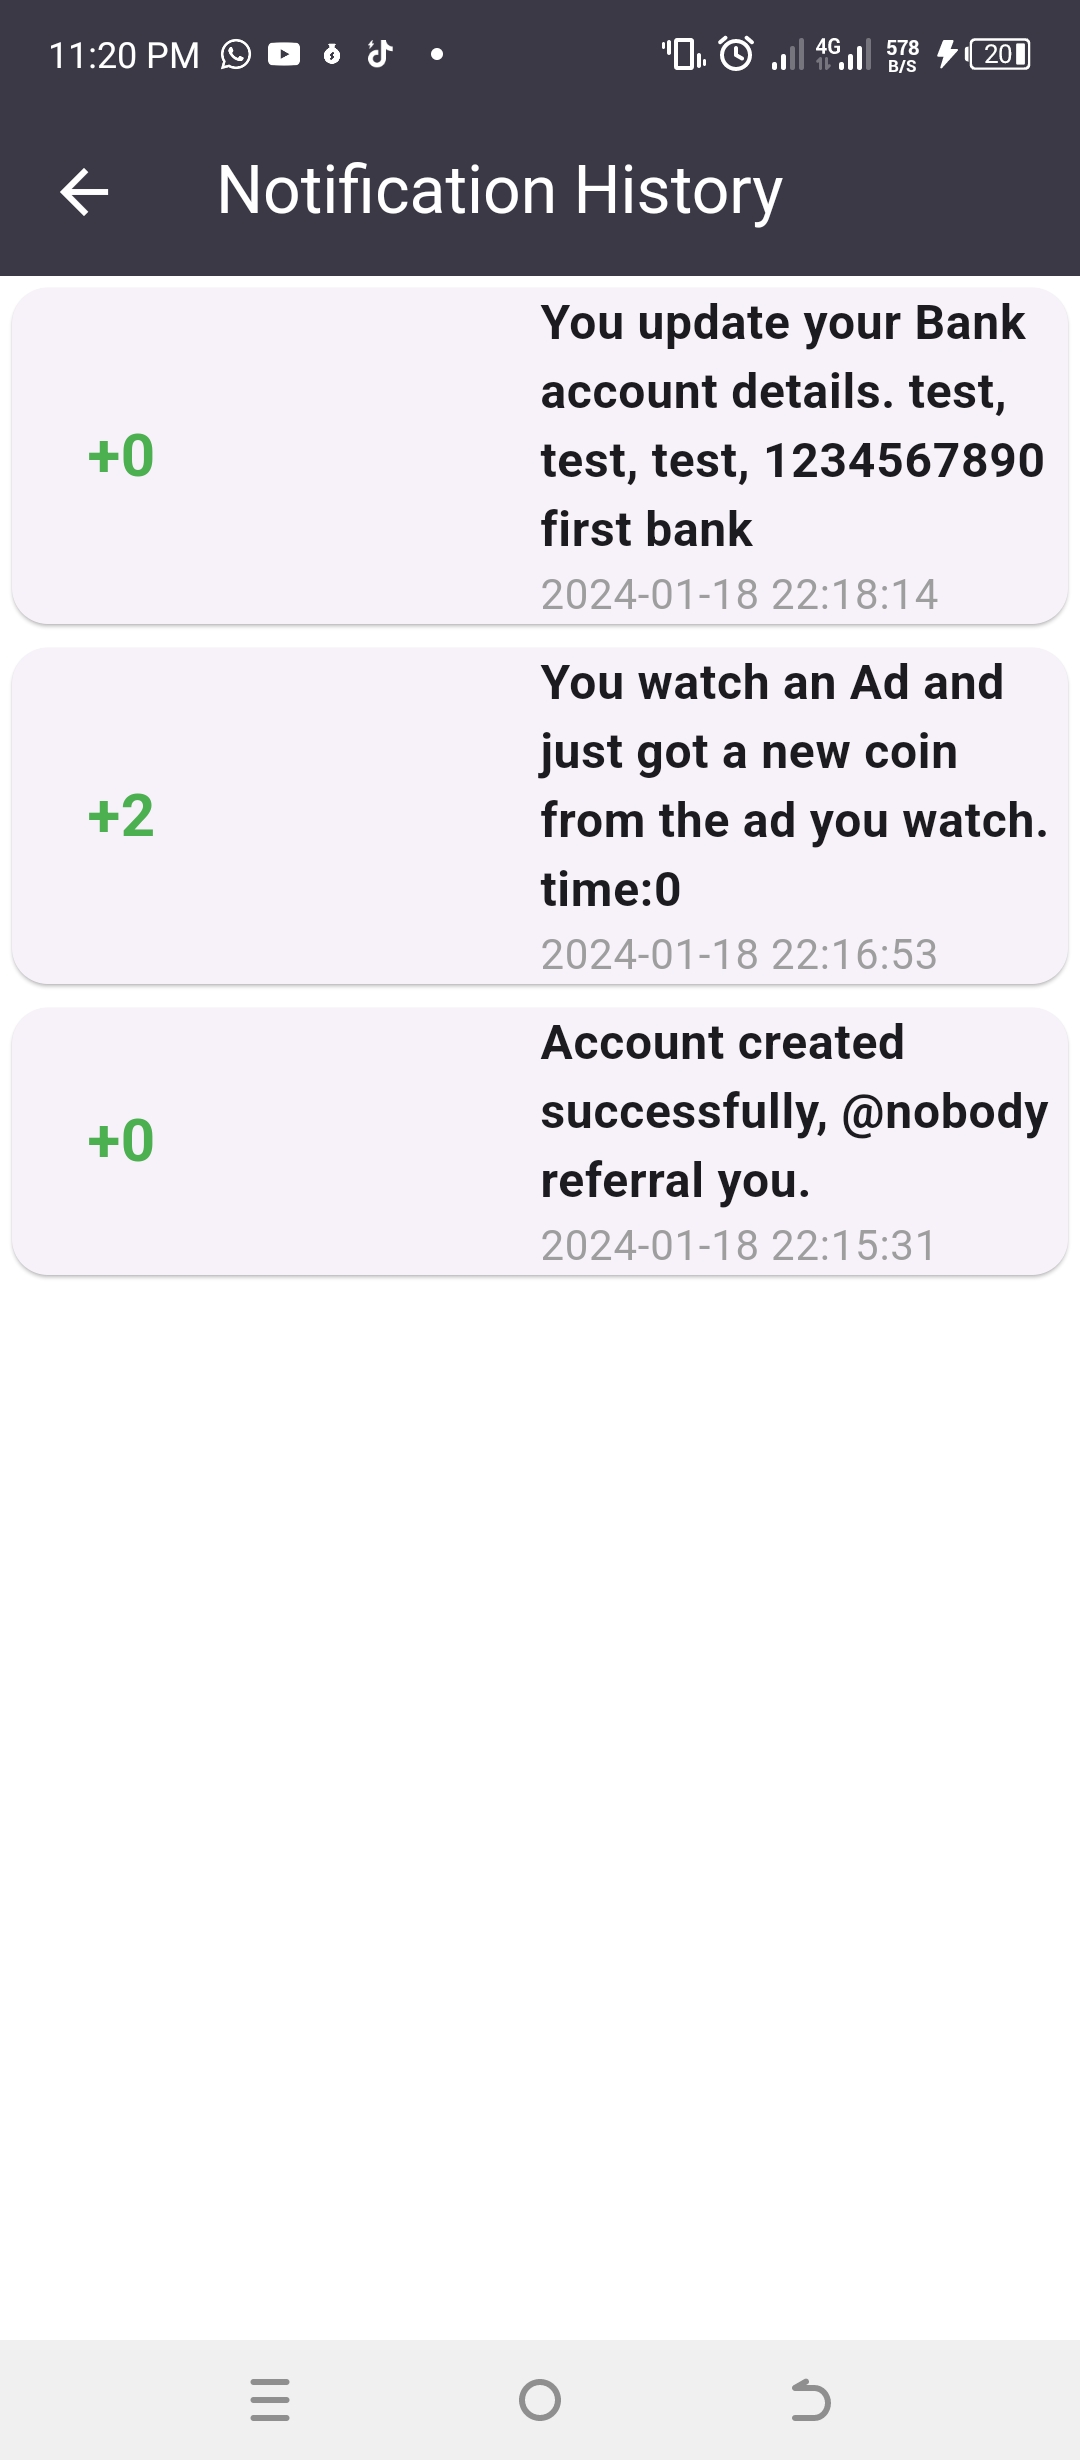 11:20 PM
4G
578
B/S
20
Notification History
+0
You update your Bank
account details. test,
test, test, 1234567890
first bank
2024-01-18 22:18:14
+2
You watch an Ad and
just got a new coin
from the ad you watch.
time:0
2024-01-18 22:16:53
+0
Account created
successfully, @nobody
referral you.
2024-01-18 22:15:31